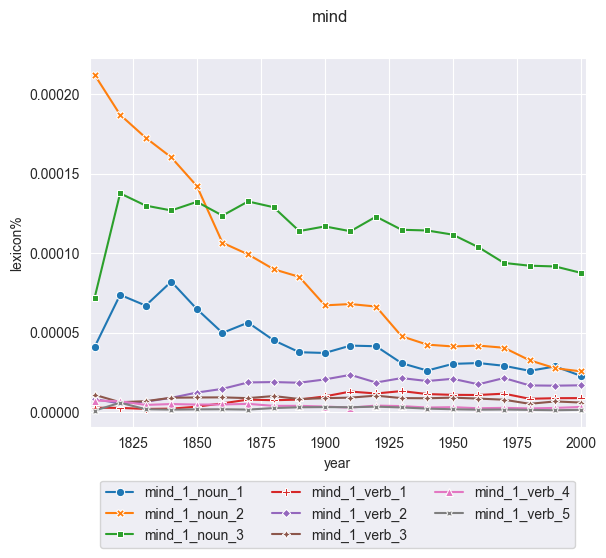 mind
0.00020
0.00015
0.00010
0.00005
0.00000
lexicon%
1825 1850 1875 1900 1925 1950 1975 2000
year
mind_1_noun_1 mind_1_verb_1 mind_1_verb_4
mind_1_noun_2 mind_1_verb_2 mind_1_verb_5
mind_1_noun_3 mind_1_verb_3